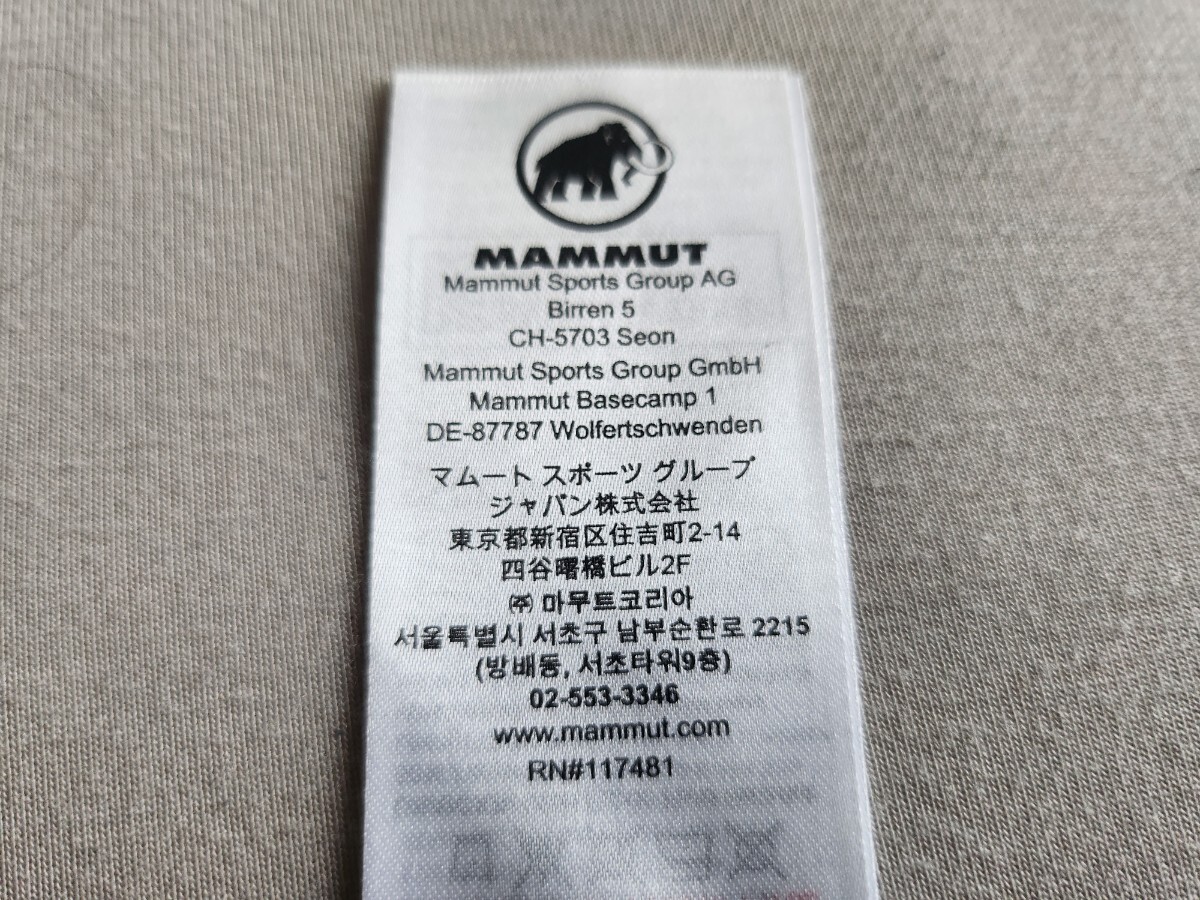 MAMMUT
Mammut Sports Group AG
Birren 5
CH-5703 Seon
Mammut Sports Group GmbH
Mammut Basecamp 1
DE-87787 Wolfertschwenden
マムート スポーツ グループ
ジャパン株式会社
東京都新宿区住吉町2-14
四谷曙橋ビル2F
㈜ 마무트코리아
서울특별시 서초구 남부순환로 2215
(방배동, 서초타워9층)
02-553-3346
www.mammut.com
RN#117481